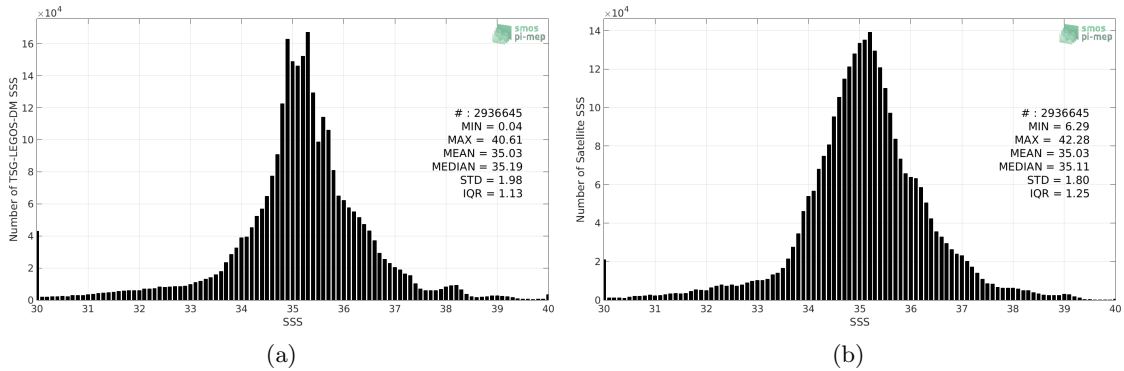 ×10⁴
16
14
12
10
8
6
4
2
0
30 31 32 33 34 35 36 37 38 39 40
SSS
Number of TSG-LEGOS-DM SSS
smos
pi-mep
# : 2936645
MIN = 0.04
MAX = 40.61
MEAN = 35.03
MEDIAN = 35.19
STD = 1.98
IQR = 1.13
(a)
×10⁴
14
12
10
8
6
4
2
0
30 31 32 33 34 35 36 37 38 39 40
SSS
Number of Satellite SSS
smos
pi-mep
# : 2936645
MIN = 6.29
MAX = 42.28
MEAN = 35.03
MEDIAN = 35.11
STD = 1.80
IQR = 1.25
(b)